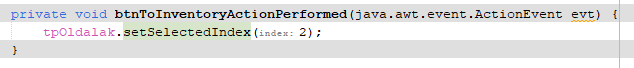 private void btnToInventoryActionPerformed(java.awt.event.ActionEvent evt) {
tpOldalak.setSelectedIndex(index: 2);
}